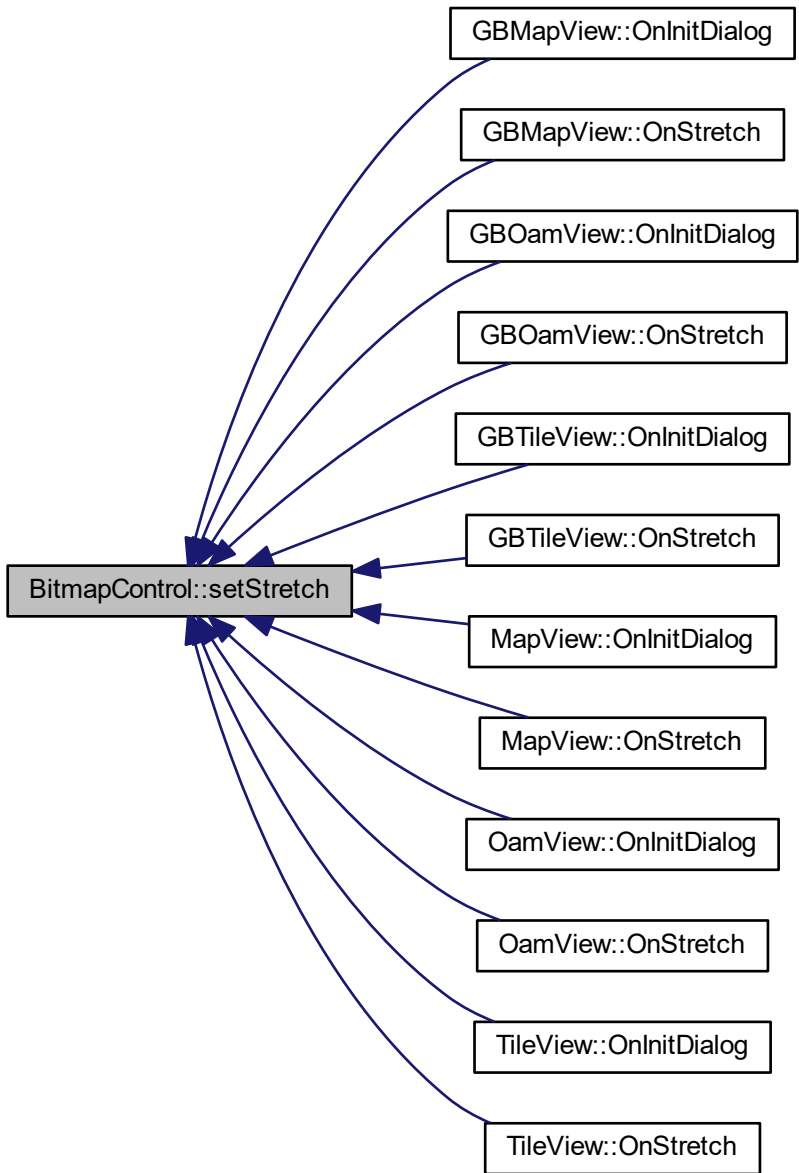 GBMapView::OnInitDialog
GBMapView::OnStretch
GBOamView::OnInitDialog
GBOamView::OnStretch
GBTileView::OnInitDialog
GBTileView::OnStretch
BitmapControl::setStretch
MapView::OnInitDialog
MapView::OnStretch
OamView::OnInitDialog
OamView::OnStretch
TileView::OnInitDialog
TileView::OnStretch